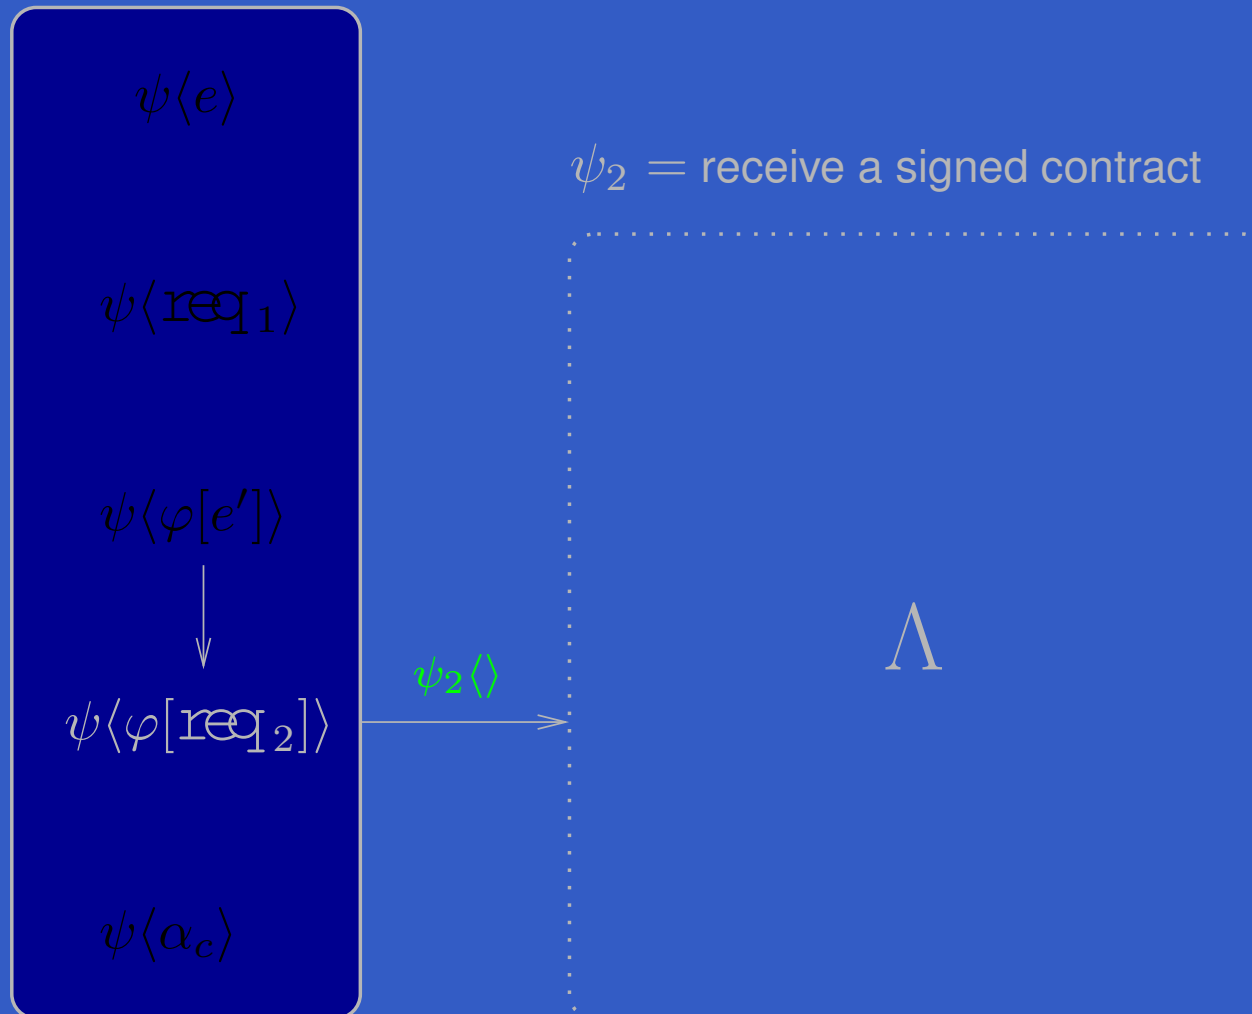 ψ⟨e⟩
ψ₂ = receive a signed contract
ψ⟨req₁⟩
ψ⟨φ[e′]⟩
Λ
ψ₂⟨⟩
ψ⟨φ[req₂]⟩
ψ⟨α_c⟩